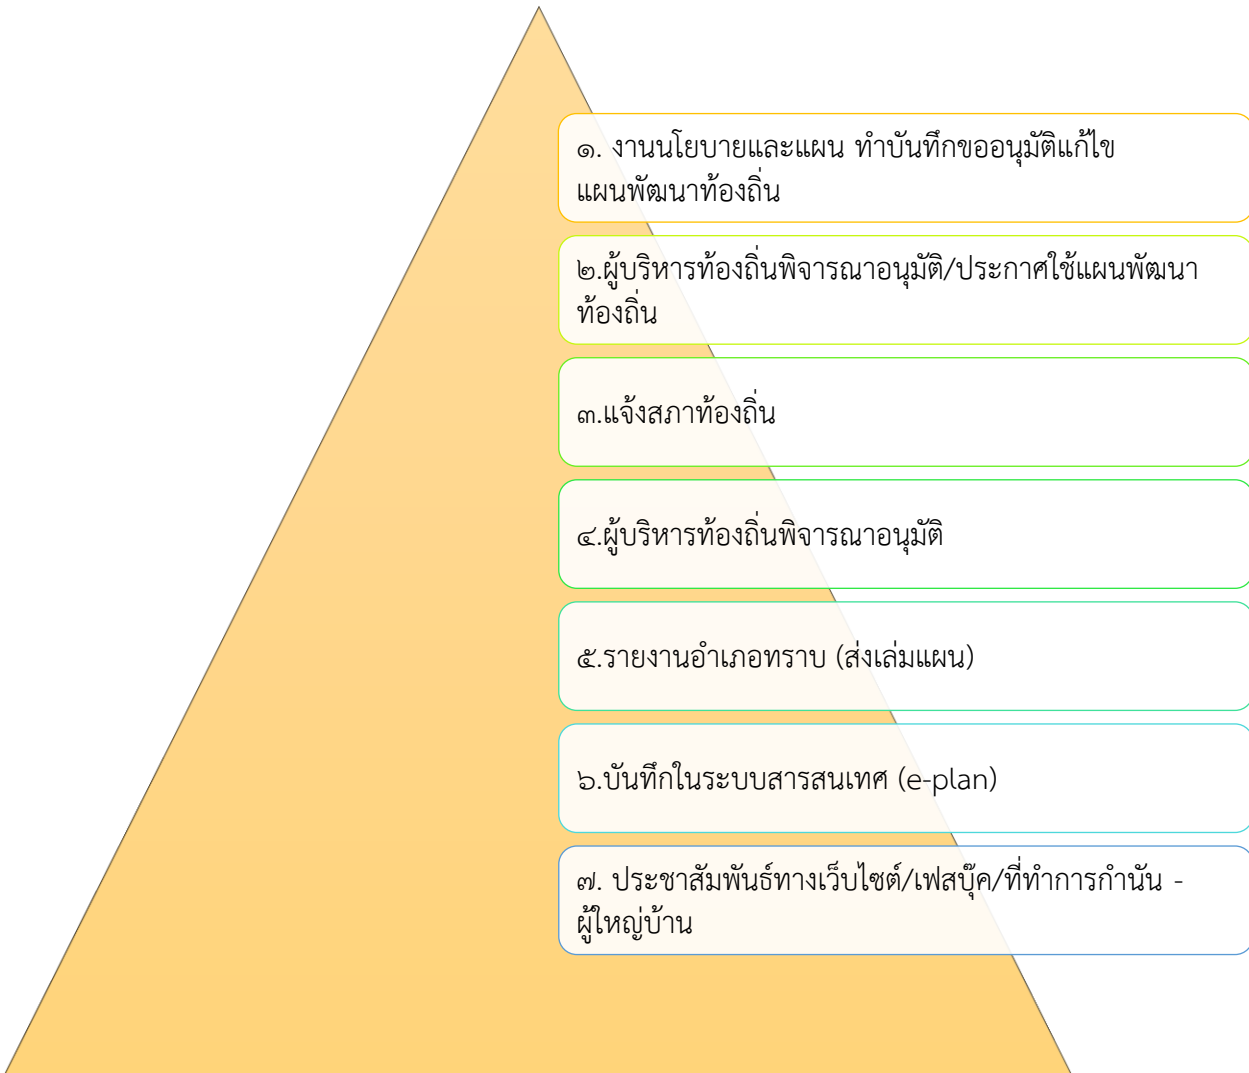 ๑. งานนโยบายและแผน ทำบันทึกขออนุมัติแก้ไข
แผนพัฒนาท้องถิ่น
๒.ผู้บริหารท้องถิ่นพิจารณาอนุมัติ/ประกาศใช้แผนพัฒนา
ท้องถิ่น
๓.แจ้งสภาท้องถิ่น
๔.ผู้บริหารท้องถิ่นพิจารณาอนุมัติ
๕.รายงานอำเภอทราบ (ส่งเล่มแผน)
๖.บันทึกในระบบสารสนเทศ (e-plan)
๗. ประชาสัมพันธ์ทางเว็บไซต์/เฟสบุ๊ค/ที่ทำการกำนัน -
ผู้ใหญ่บ้าน